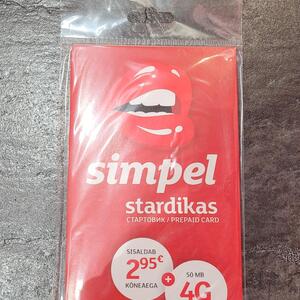 simpel
stardikas
СТАРТОВИК / PREPAID CARD
SISALDAB
2 95€
KÕNEAEGA
+
50 MB
4G